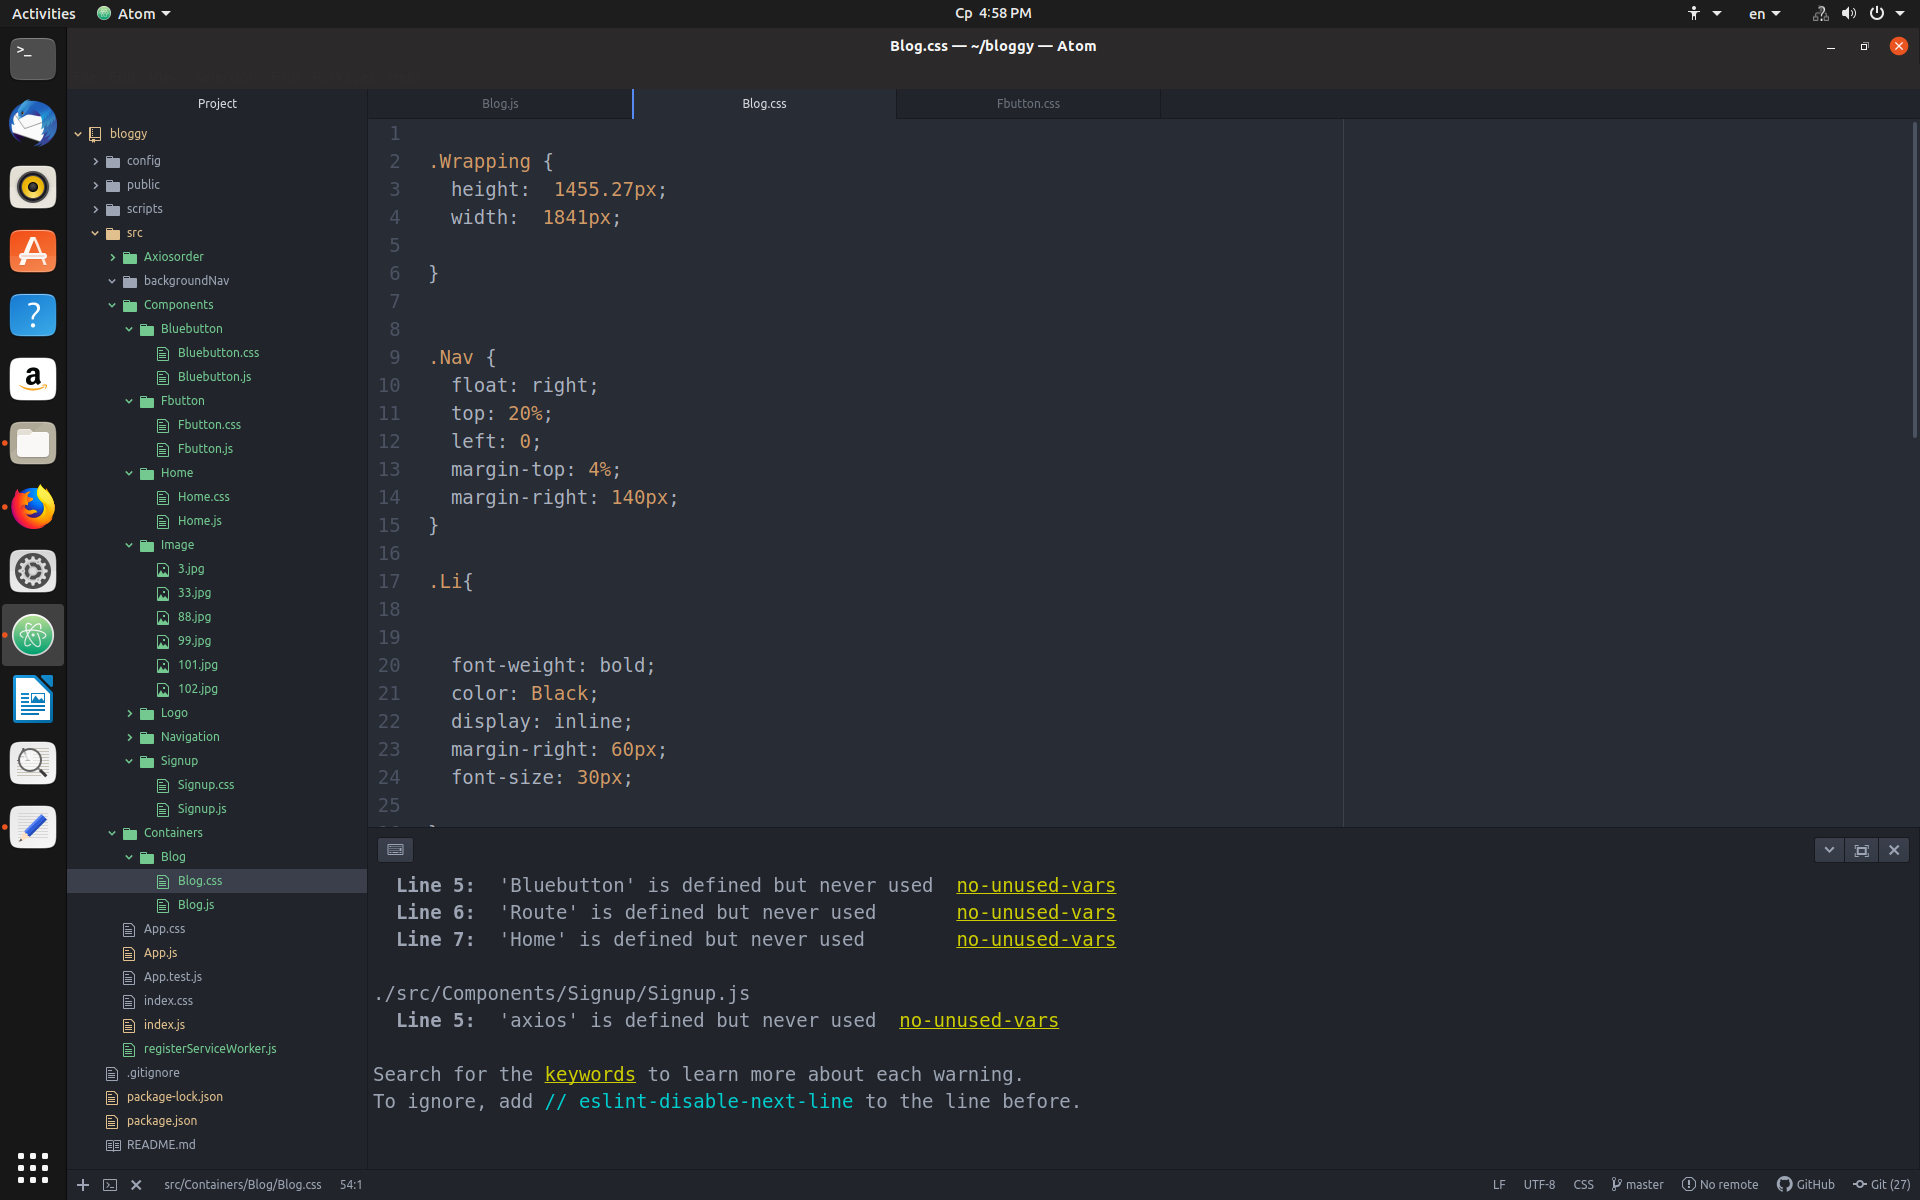 Activities
Atom
Ср 4:58 PM
en
Blog.css — ~/bloggy — Atom
Project
bloggy
config
public
scripts
src
Axiosorder
backgroundNav
Components
Bluebutton
Bluebutton.css
Bluebutton.js
Fbutton
Fbutton.css
Fbutton.js
Home
Home.css
Home.js
Image
3.jpg
33.jpg
88.jpg
99.jpg
101.jpg
102.jpg
Logo
Navigation
Signup
Signup.css
Signup.js
Containers
Blog
Blog.css
Blog.js
App.css
App.js
App.test.js
index.css
index.js
registerServiceWorker.js
.gitignore
package-lock.json
package.json
README.md
Blog.js
Blog.css
Fbutton.css
1
2 .Wrapping {
3 height:  1455.27px;
4 width:  1841px;
5
6 }
7
8
9 .Nav {
10 float: right;
11 top: 20%;
12 left: 0;
13 margin-top: 4%;
14 margin-right: 140px;
15 }
16
17 .Li{
18
19
20 font-weight: bold;
21 color: Black;
22 display: inline;
23 margin-right: 60px;
24 font-size: 30px;
25
Line 5:  'Bluebutton' is defined but never used  no-unused-vars
Line 6:  'Route' is defined but never used       no-unused-vars
Line 7:  'Home' is defined but never used        no-unused-vars
./src/Components/Signup/Signup.js
Line 5:  'axios' is defined but never used  no-unused-vars
Search for the keywords to learn more about each warning.
To ignore, add // eslint-disable-next-line to the line before.
src/Containers/Blog/Blog.css
54:1
LF
UTF-8
CSS
master
No remote
GitHub
Git (27)